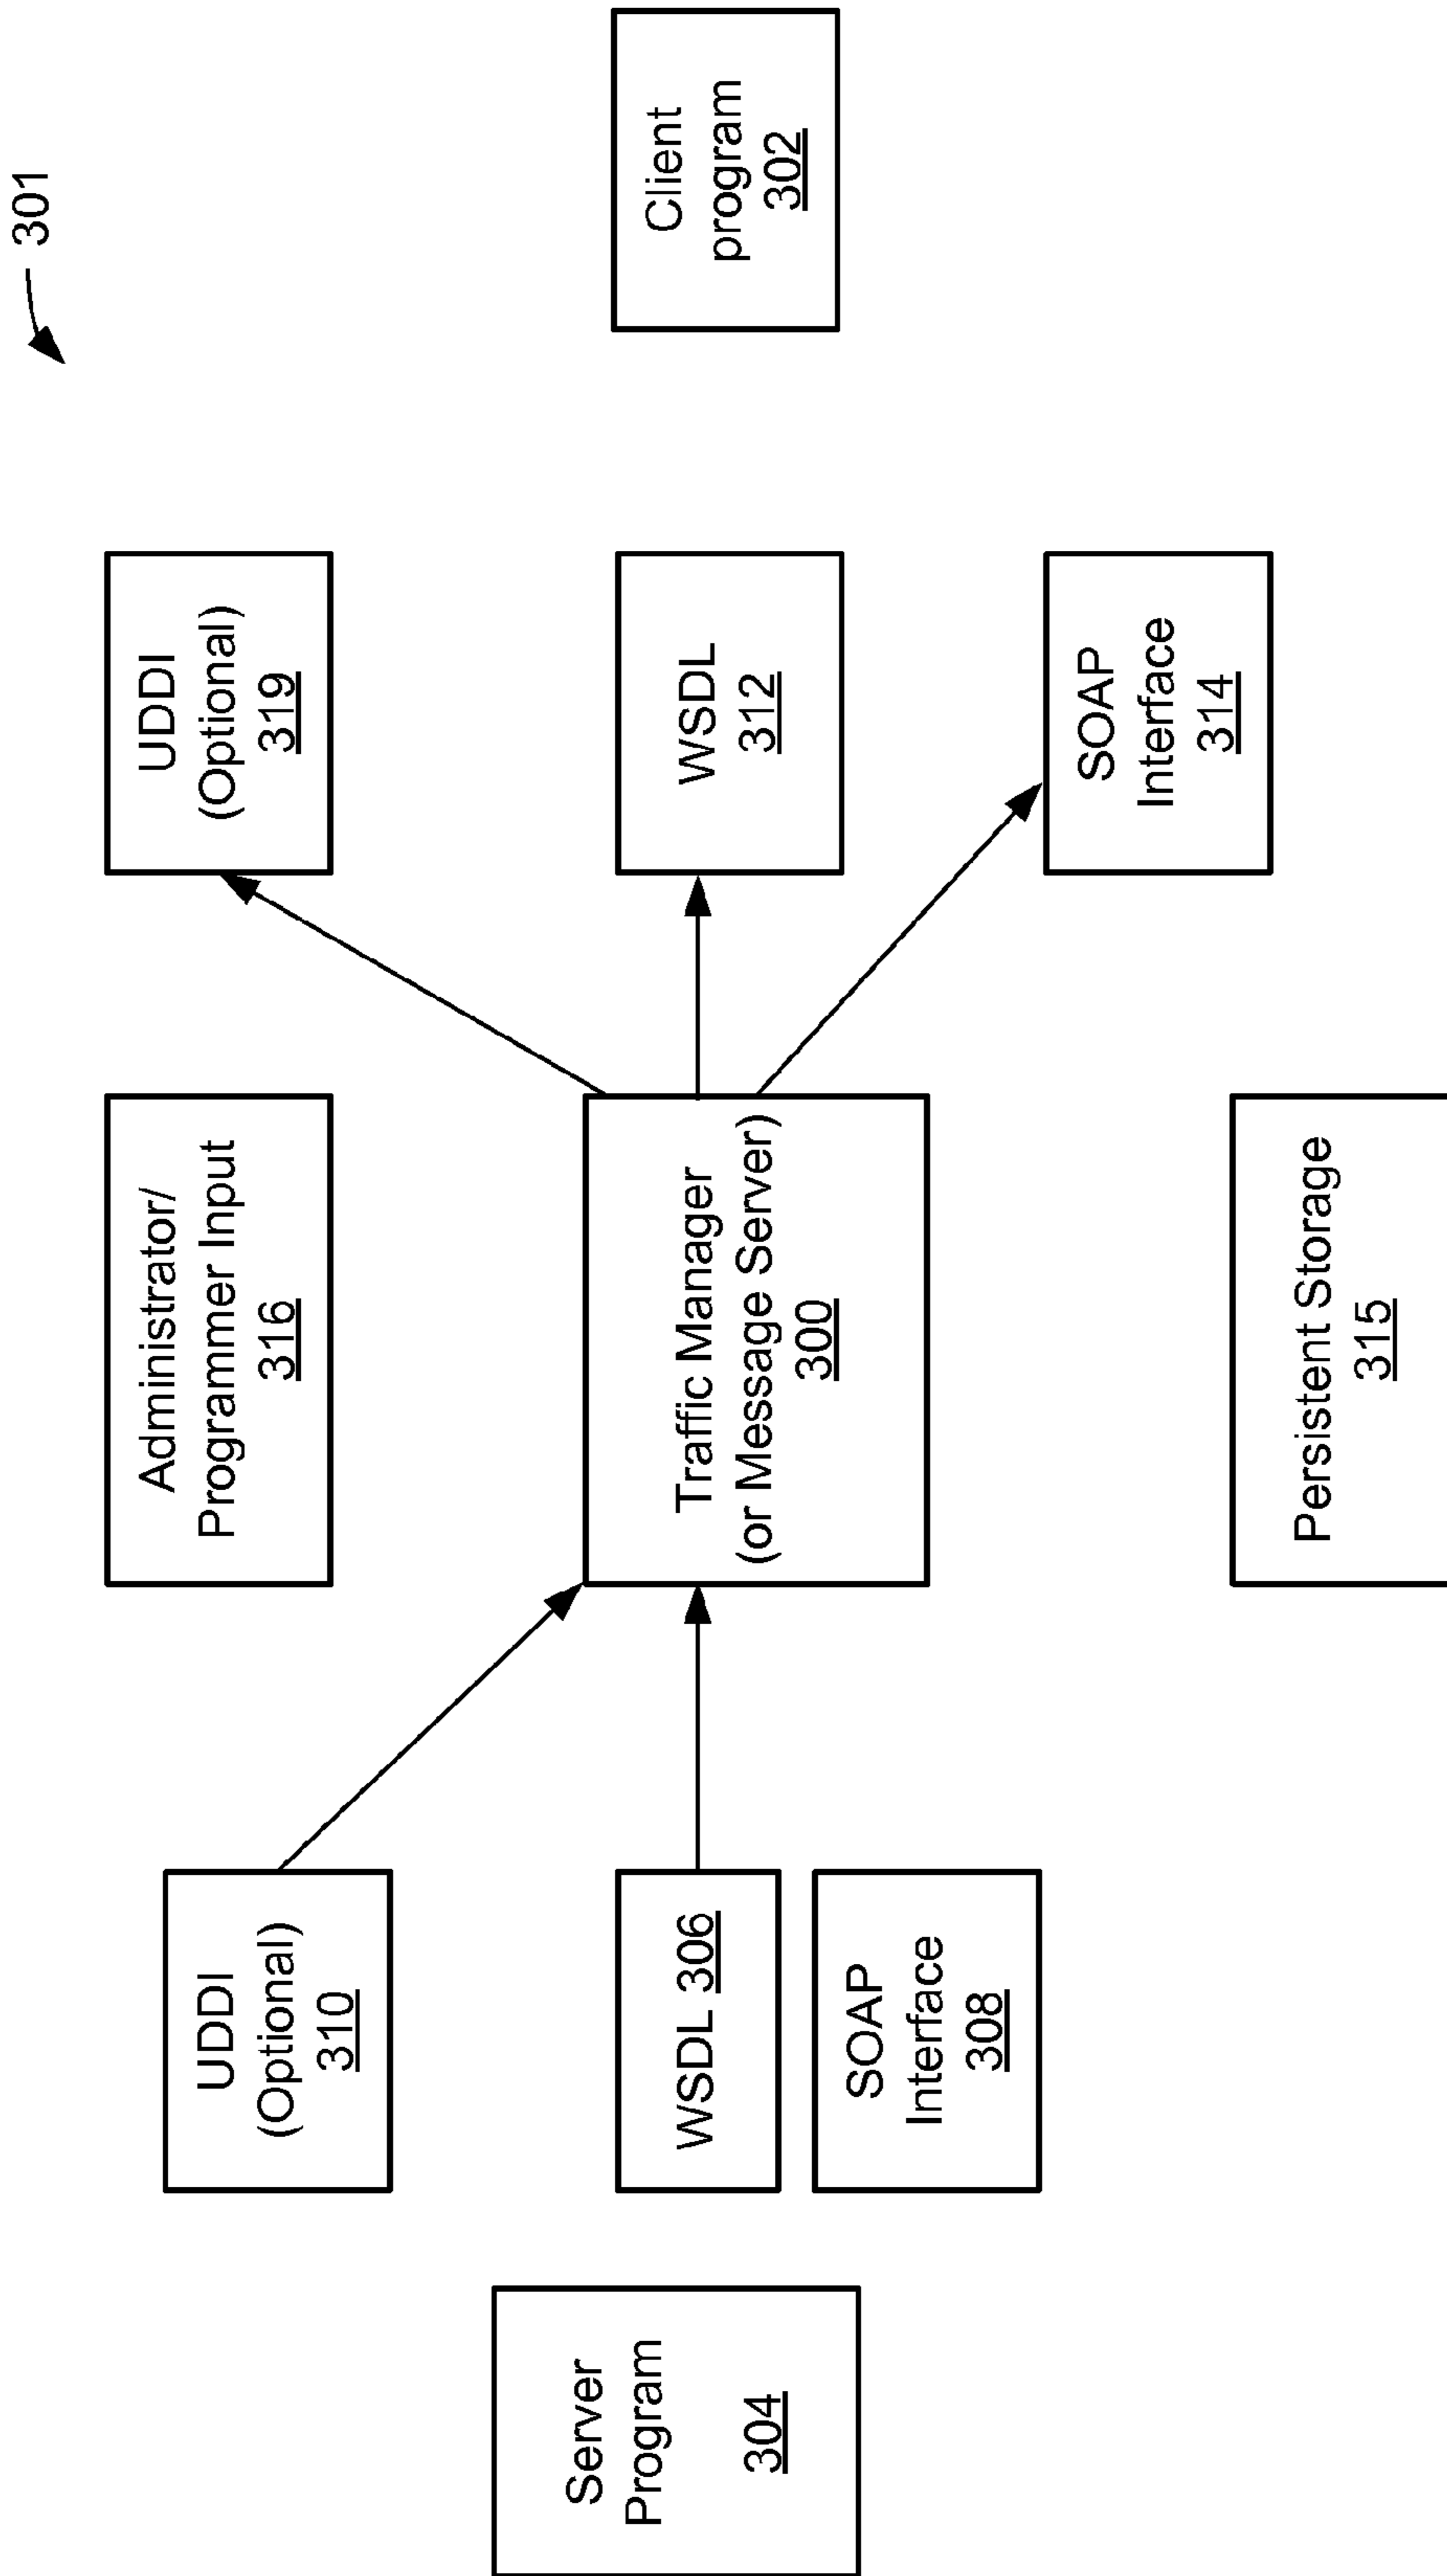 301
UDDI
(Optional)
310
Administrator/
Programmer Input
316
UDDI
(Optional)
319
Server
Program
304
WSDL 306
SOAP
Interface
308
Traffic Manager
(or Message Server)
300
WSDL
312
Client
program
302
SOAP
Interface
314
Persistent Storage
315